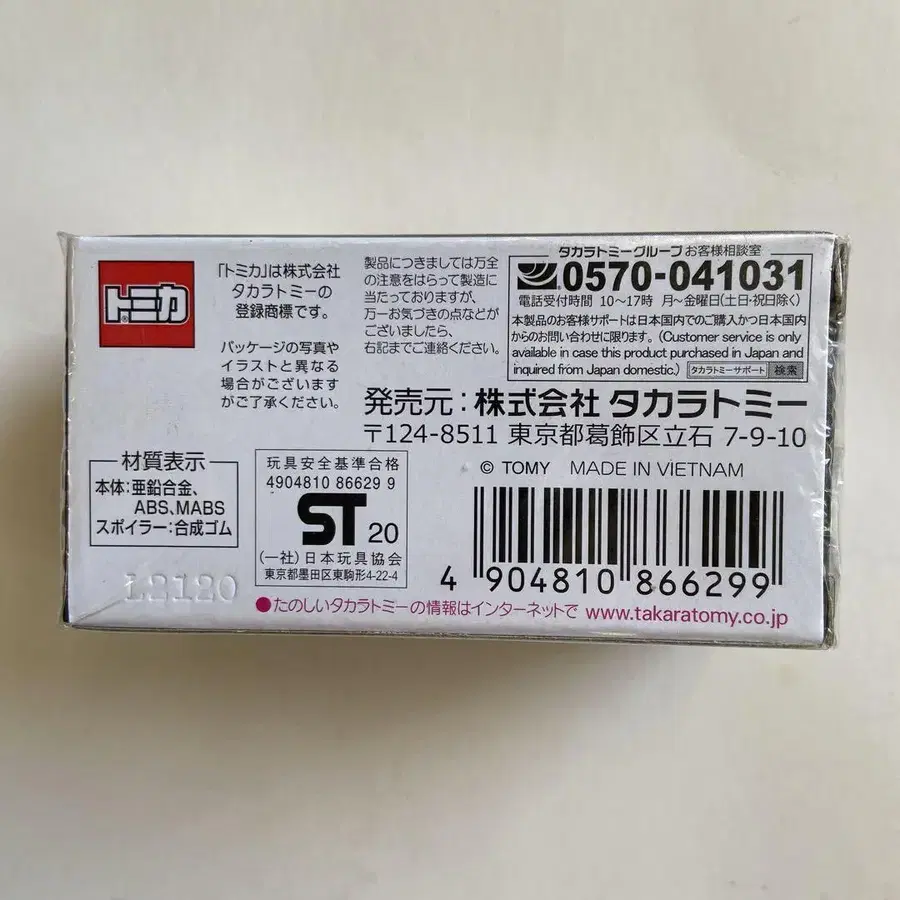 トミカ
®
「トミカ」は株式会社
タカラトミーの
登録商標です。
パッケージの写真や
イラストと異なる
場合がございます
がご了承ください。
製品につきましては万全
の注意をはらって製造に
当たっておりますが、
万一お気づきの点などが
ございましたら、
右記までご連絡ください。
タカラトミーグループ お客様相談室
0570-041031
電話受付時間 10〜17時 月〜金曜日(土日・祝日除く)
本製品のお客様サポートは日本国内でのご購入かつ日本国内
からのお問い合わせに限ります。(Customer service is only
available in case this product purchased in Japan and
inquired from Japan domestic.) タカラトミーサポート 検索
発売元:株式会社 タカラトミー
〒124-8511 東京都葛飾区立石 7-9-10
© TOMY MADE IN VIETNAM
材質表示
本体:亜鉛合金、
ABS、MABS
スポイラー:合成ゴム
玩具安全基準合格
4904810 86629 9
ST 20
(一社)日本玩具協会
東京都墨田区東駒形4-22-4
4 904810 866299
L2120
●たのしいタカラトミーの情報はインターネットで www.takaratomy.co.jp